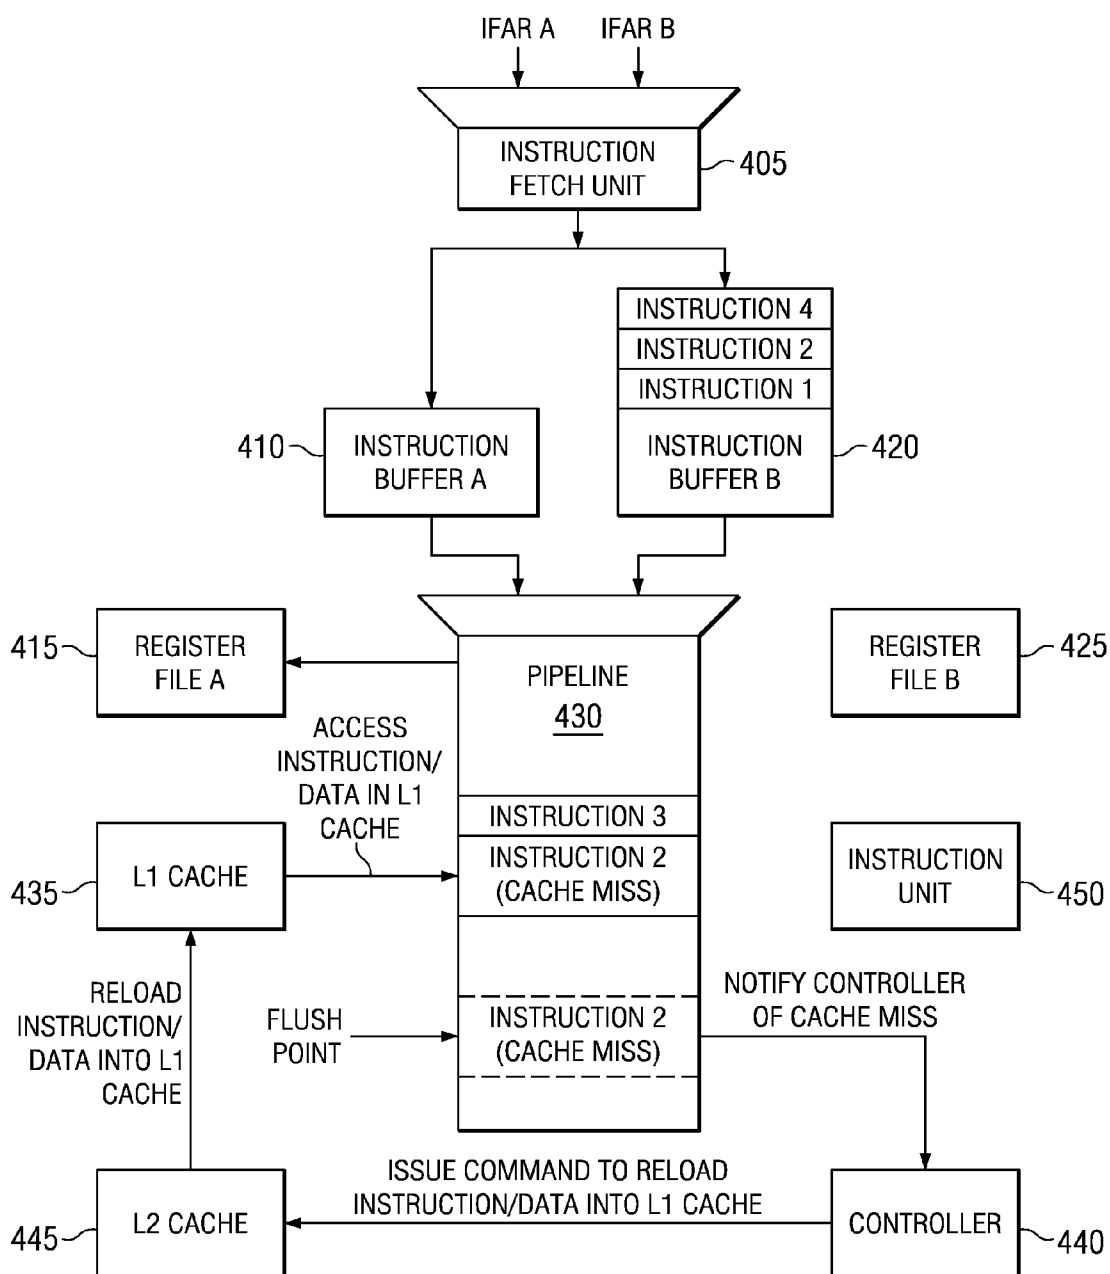 IFAR A
IFAR B
INSTRUCTION
FETCH UNIT
405
INSTRUCTION 4
INSTRUCTION 2
INSTRUCTION 1
410
INSTRUCTION
BUFFER A
INSTRUCTION
BUFFER B
420
415
REGISTER
FILE A
PIPELINE
430
REGISTER
FILE B
425
ACCESS
INSTRUCTION/
DATA IN L1
CACHE
INSTRUCTION 3
INSTRUCTION 2
(CACHE MISS)
435
L1 CACHE
INSTRUCTION
UNIT
450
RELOAD
INSTRUCTION/
DATA INTO L1
CACHE
FLUSH
POINT
INSTRUCTION 2
(CACHE MISS)
NOTIFY CONTROLLER
OF CACHE MISS
ISSUE COMMAND TO RELOAD
INSTRUCTION/DATA INTO L1 CACHE
445
L2 CACHE
CONTROLLER
440